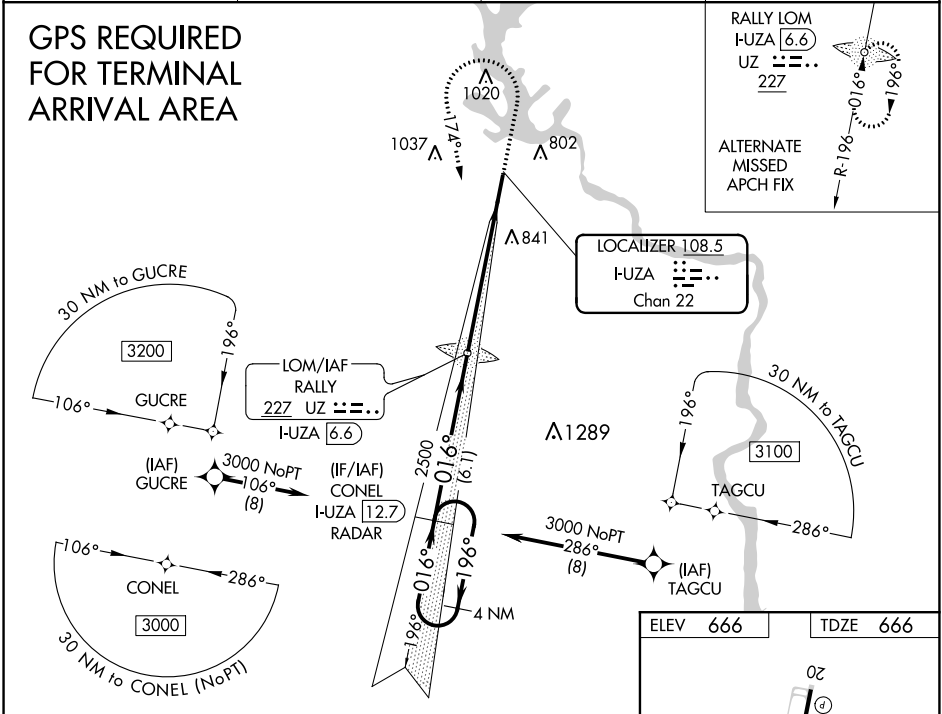 GPS REQUIRED
FOR TERMINAL
ARRIVAL AREA
1020
174°
1037
802
841
RALLY LOM
I-UZA 6.6
UZ
227
016°
196°
R-196
ALTERNATE
MISSED
APCH FIX
LOCALIZER 108.5
I-UZA
Chan 22
30 NM to GUCRE
3200
196°
106°
GUCRE
LOM/IAF
RALLY
227 UZ
I-UZA 6.6
(IAF)
GUCRE
3000 NoPT
106°
(8)
(IF/IAF)
CONEL
I-UZA 12.7
RADAR
2500
016°
(6.1)
1289
30 NM to TAGCU
196°
3100
TAGCU
286°
3000 NoPT
286°
(8)
(IAF)
TAGCU
106°
286°
CONEL
3000
30 NM to CONEL (NoPT)
016°
196°
196°
4 NM
ELEV 666
TDZE 666
20
P